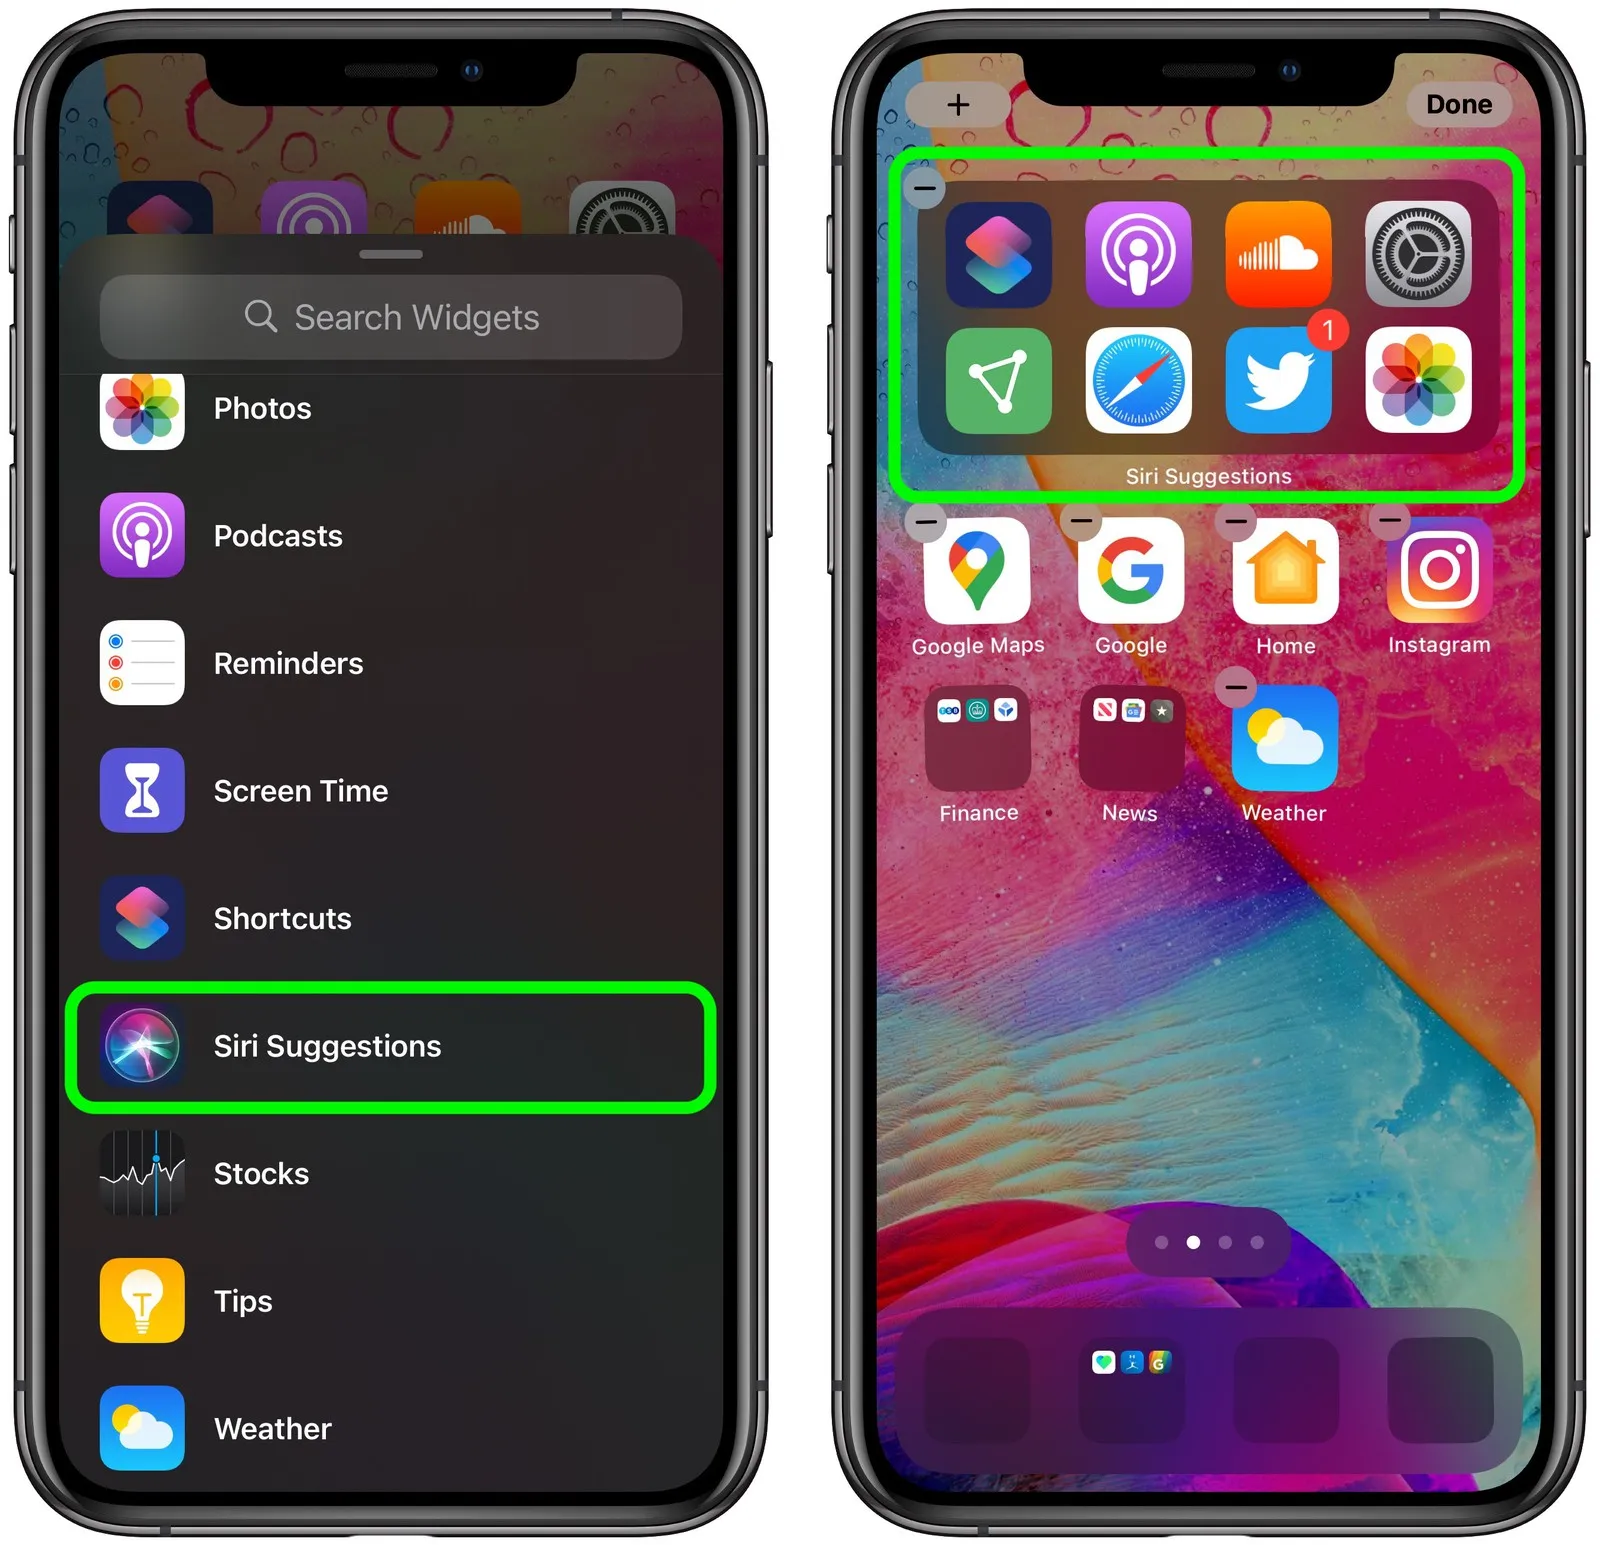 Search Widgets
Photos
Podcasts
Reminders
Screen Time
Shortcuts
Siri Suggestions
Stocks
Tips
Weather
+ Done
1
Siri Suggestions
Google Maps Google Home Instagram
Finance News Weather